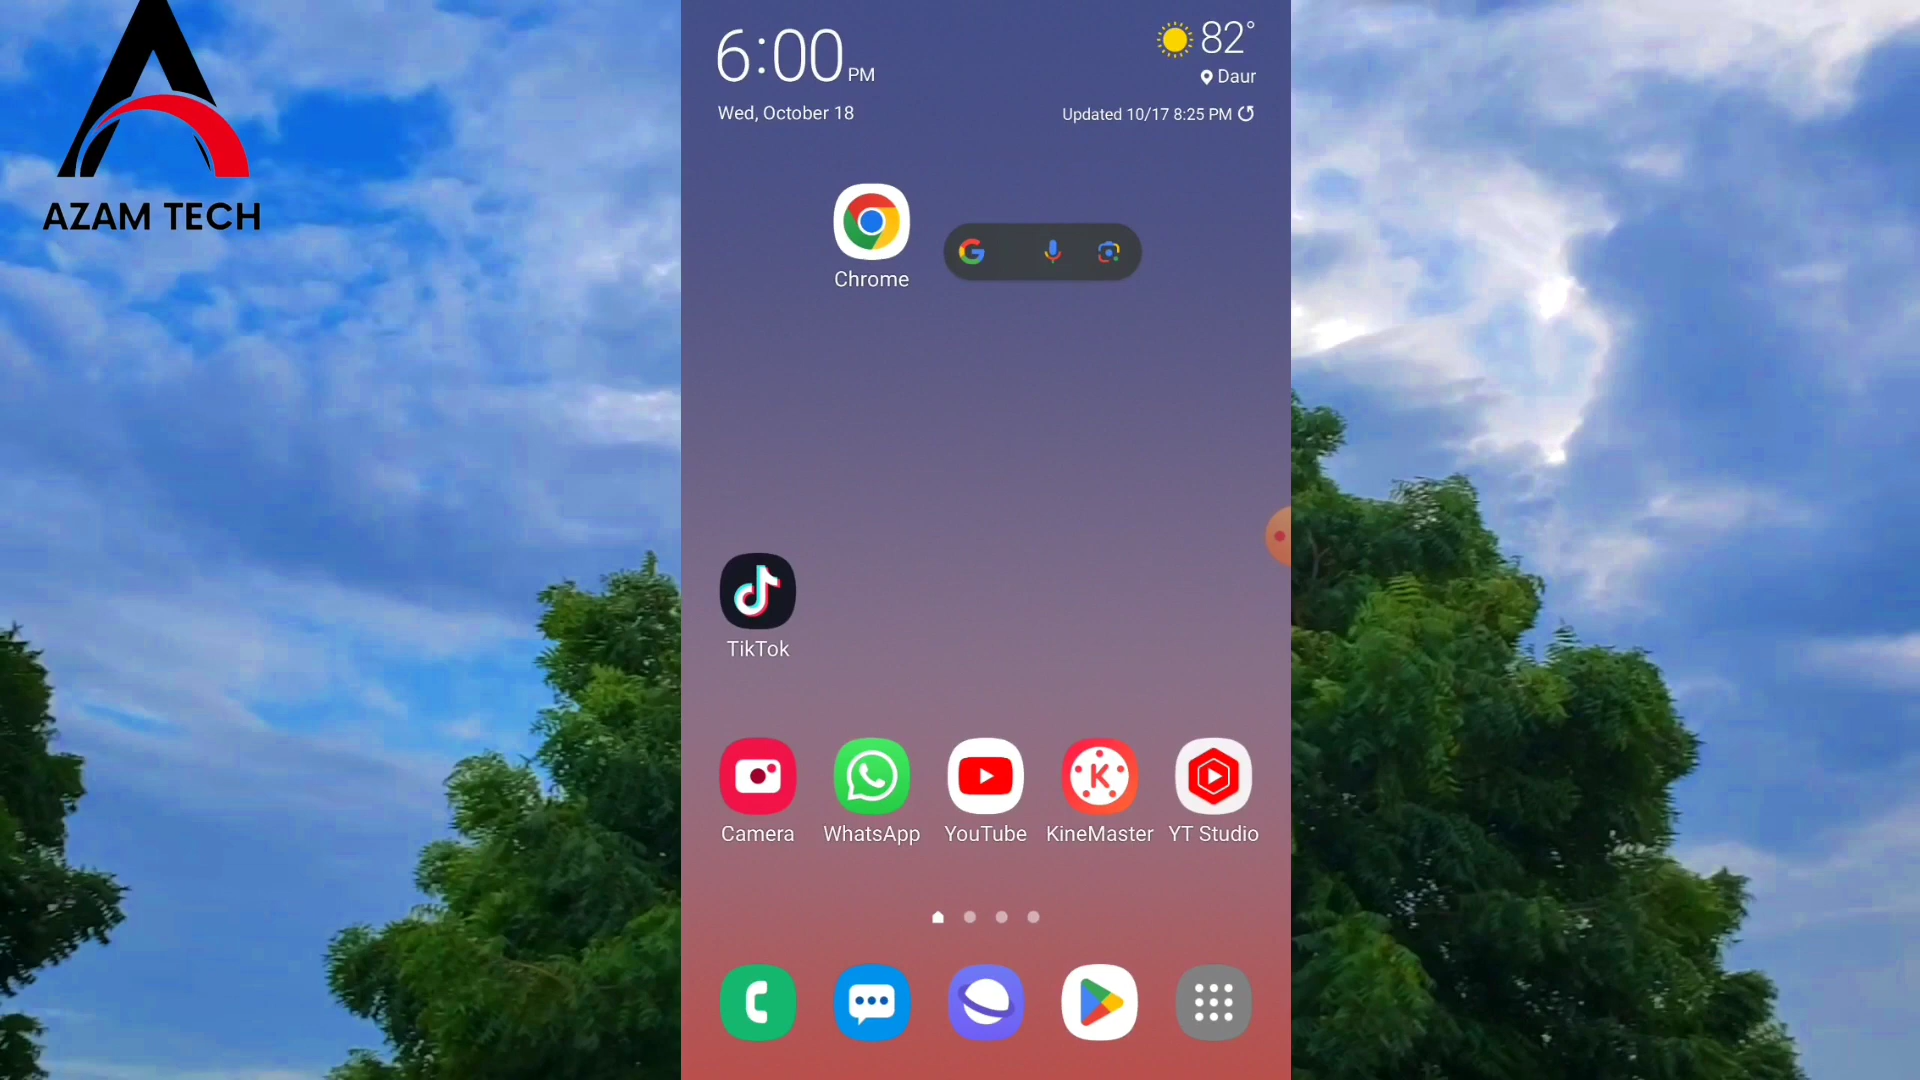 AZAM TECH
6:00 PM
82°
Daur
Wed, October 18
Updated 10/17 8:25 PM
Chrome
TikTok
Camera
WhatsApp
YouTube
KineMaster
YT Studio